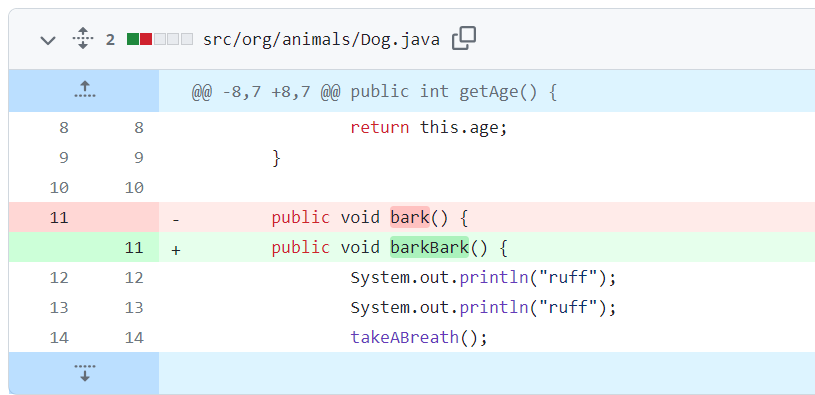 2 src/org/animals/Dog.java
@@ -8,7 +8,7 @@ public int getAge() {
8 8 return this.age;
9 9 }
10 10
11 - public void bark() {
11 + public void barkBark() {
12 12 System.out.println("ruff");
13 13 System.out.println("ruff");
14 14 takeABreath();